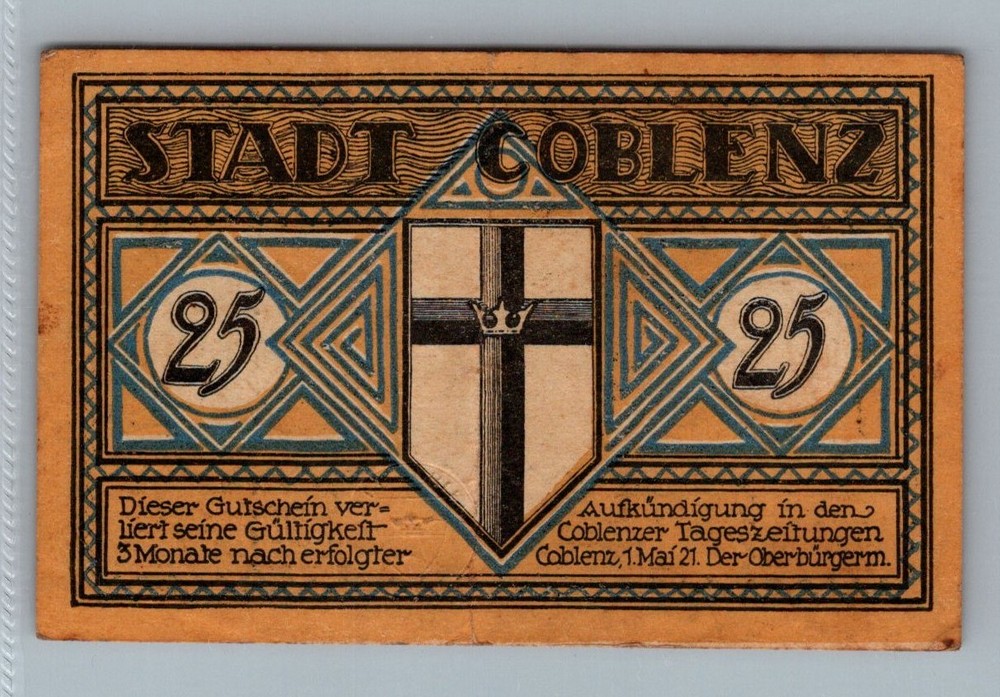 STADT COBLENZ
25 25
Dieser Gutschein ver=
liert seine Gültigkeit
3 Monate nach erfolgter
Aufkündigung in den
Coblenzer Tageszeitungen
Coblenz, 1. Mai 21. Der Oberbürgerm.